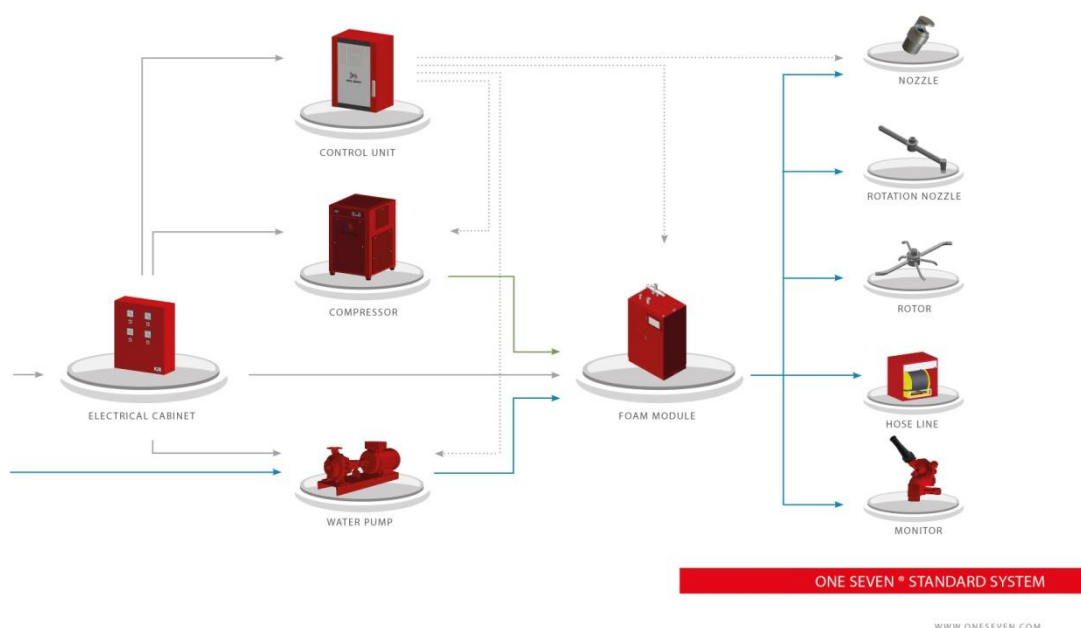 NOZZLE
CONTROL UNIT
ROTATION NOZZLE
COMPRESSOR
ROTOR
ELECTRICAL CABINET
FOAM MODULE
HOSE LINE
WATER PUMP
MONITOR
ONE SEVEN ® STANDARD SYSTEM
WWW.ONESEVEN.COM